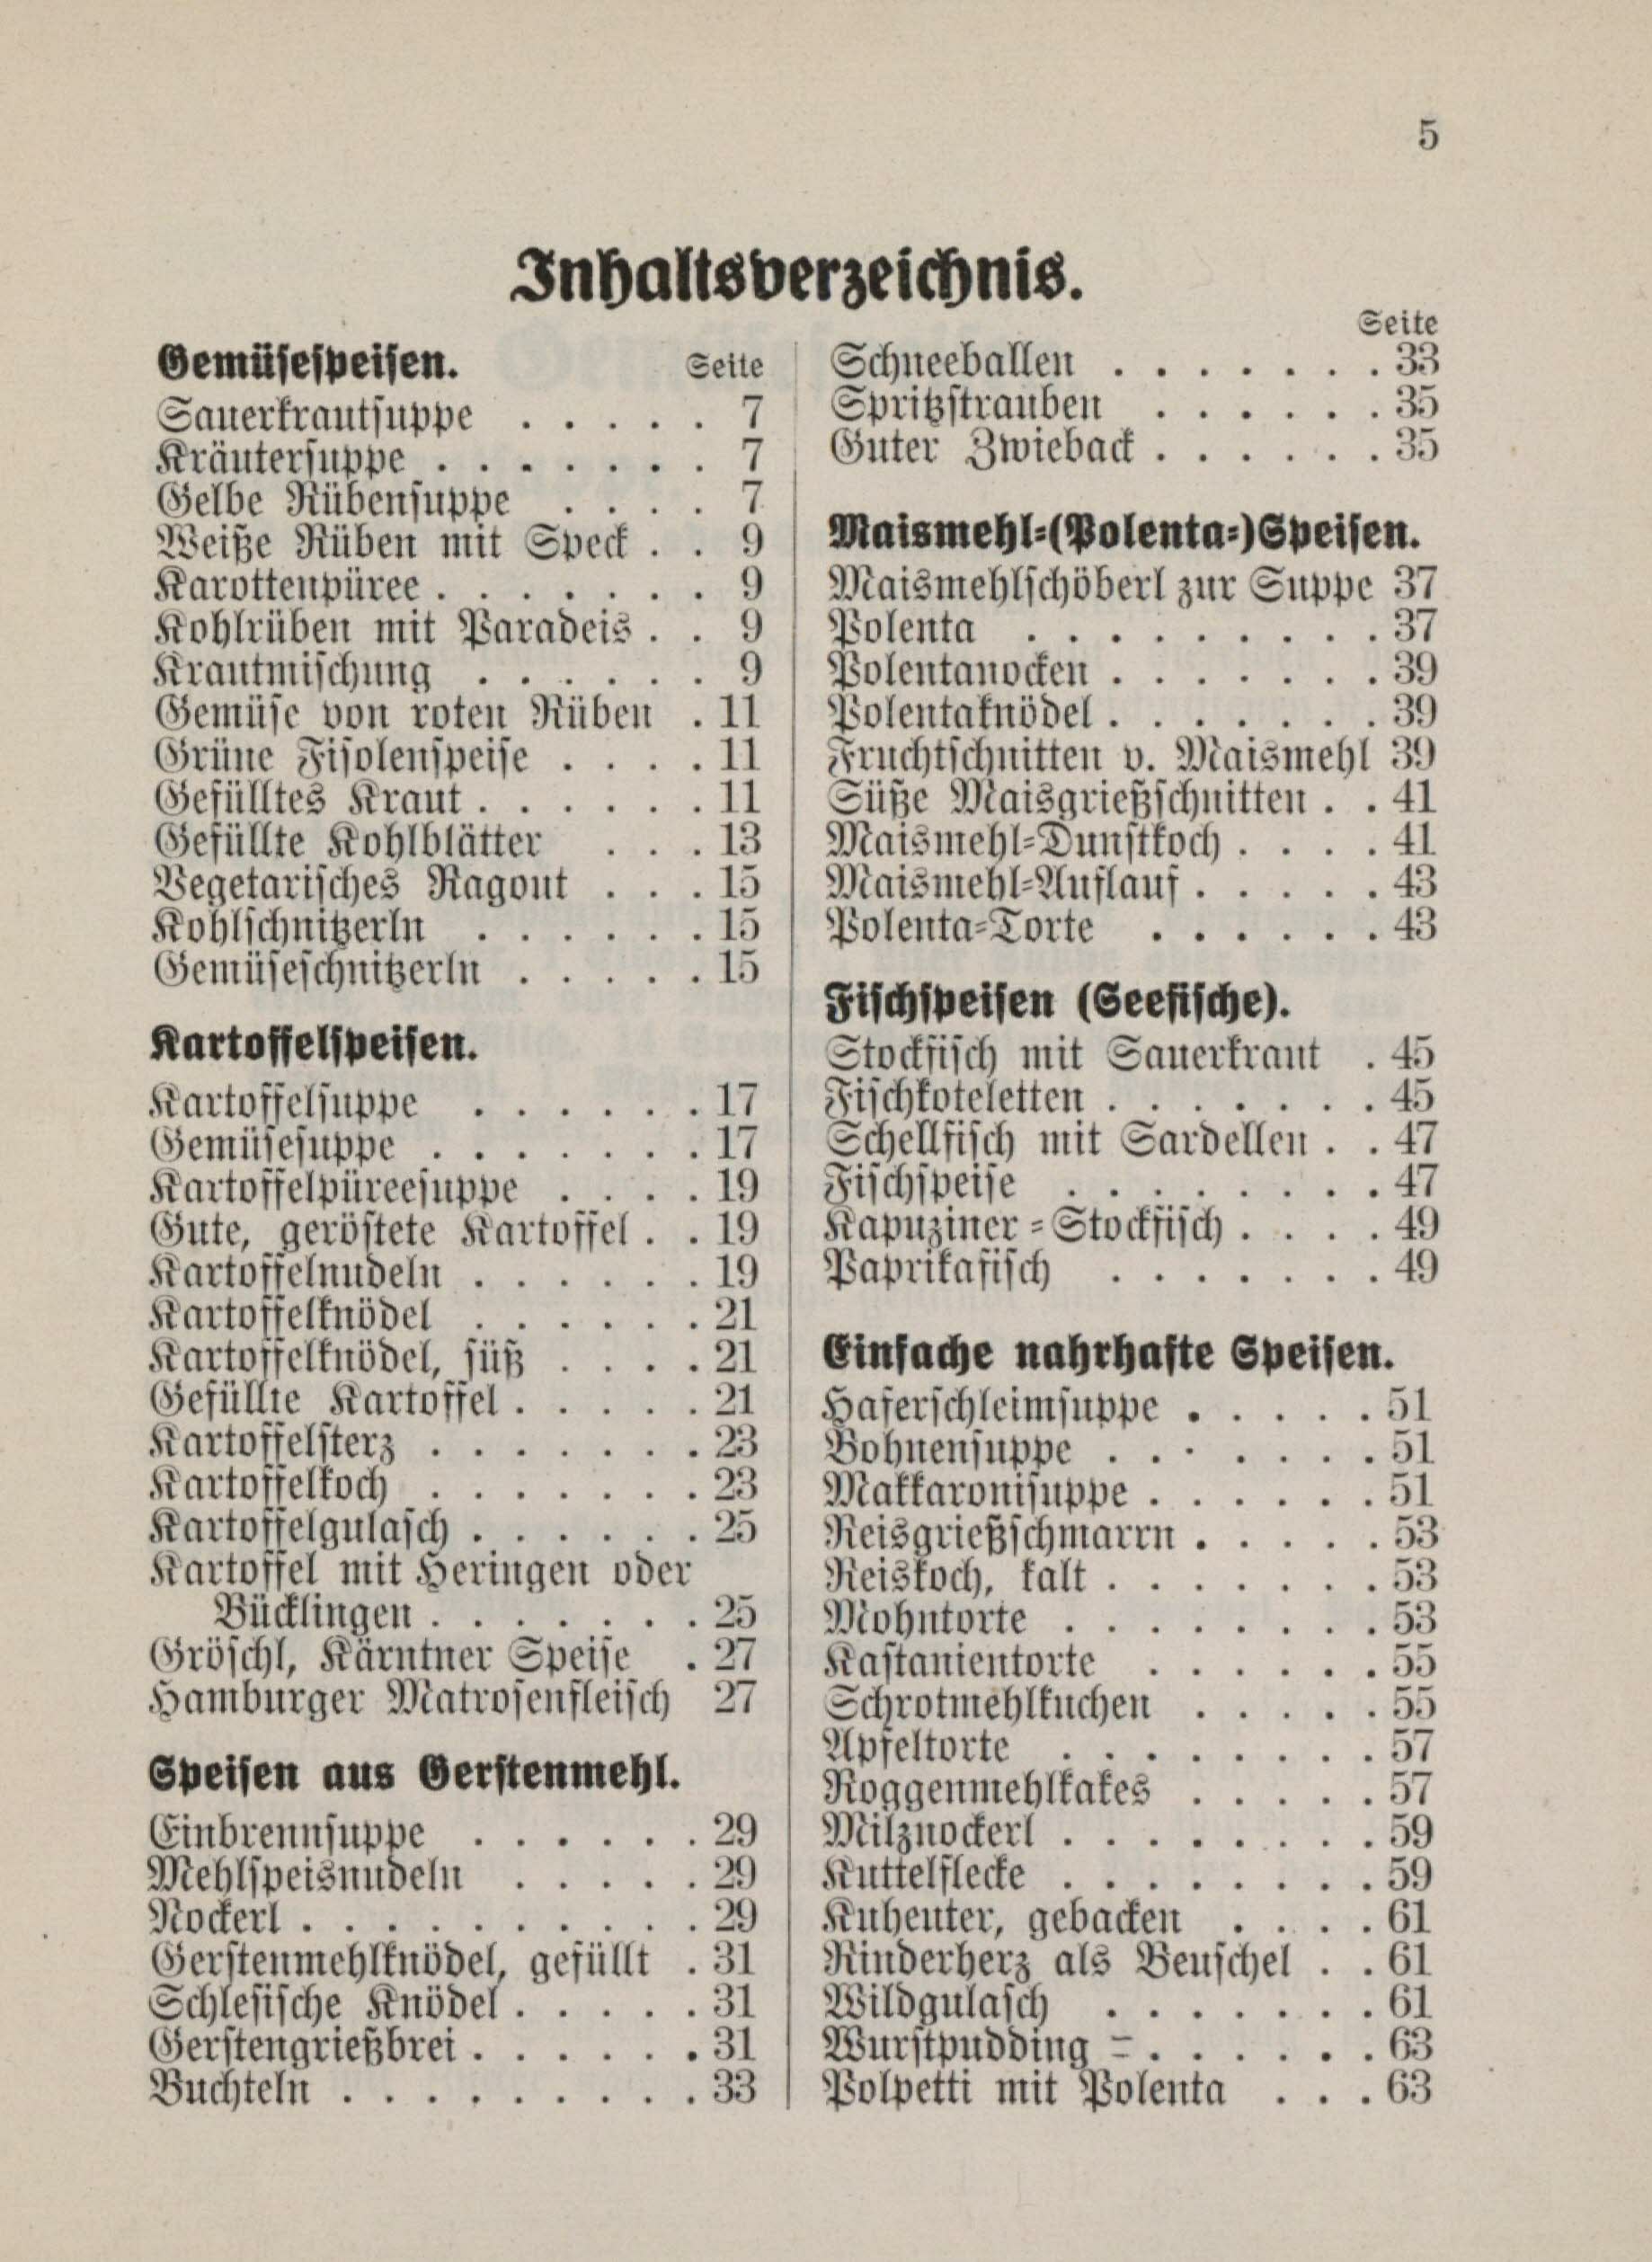 5
Inhaltsverzeichnis.
Gemüsespeisen. Seite
Sauerkrautsuppe . . . . . 7
Kräutersuppe . . . . . . . 7
Gelbe Rübensuppe . . . . 7
Weiße Rüben mit Speck . . 9
Karottenpüree . . . . . . . 9
Kohlrüben mit Paradeis . . 9
Krautmischung . . . . . . 9
Gemüse von roten Rüben . 11
Grüne Fisolenspeise . . . . 11
Gefülltes Kraut . . . . . . 11
Gefüllte Kohlblätter . . . 13
Vegetarisches Ragout . . . 15
Kohlschnitzerln . . . . . . 15
Gemüseschnitzerln . . . . . 15
Kartoffelspeisen.
Kartoffelsuppe . . . . . . 17
Gemüsesuppe . . . . . . . 17
Kartoffelpüreesuppe . . . . 19
Gute, geröstete Kartoffel . . 19
Kartoffelnudeln . . . . . . 19
Kartoffelknödel . . . . . . 21
Kartoffelknödel, süß . . . . 21
Gefüllte Kartoffel . . . . . 21
Kartoffelsterz . . . . . . . 23
Kartoffelkoch . . . . . . . 23
Kartoffelgulasch . . . . . . 25
Kartoffel mit Heringen oder
Bücklingen . . . . . . . 25
Gröschl, Kärntner Speise . 27
Hamburger Matrosenfleisch 27
Speisen aus Gerstenmehl.
Einbrennsuppe . . . . . . 29
Mehlspeisnudeln . . . . . 29
Nockerl . . . . . . . . . . 29
Gerstenmehlknödel, gefüllt . 31
Schlesische Knödel . . . . . 31
Gerstengrießbrei . . . . . . 31
Buchteln . . . . . . . . . 33
Seite
Schneeballen . . . . . . . 33
Spritzstrauben . . . . . . 35
Guter Zwieback . . . . . . 35
Maismehl-(Polenta-)Speisen.
Maismehlschöberl zur Suppe 37
Polenta . . . . . . . . . 37
Polentanocken . . . . . . . 39
Polentaknödel . . . . . . . 39
Fruchtschnitten v. Maismehl 39
Süße Maisgrießschnitten . . 41
Maismehl-Dunstkoch . . . . 41
Maismehl-Auflauf . . . . . 43
Polenta-Torte . . . . . . 43
Fischspeisen (Seefische).
Stockfisch mit Sauerkraut . 45
Fischkoteletten . . . . . . . 45
Schellfisch mit Sardellen . . 47
Fischspeise . . . . . . . . 47
Kapuziner-Stockfisch . . . . 49
Paprikafisch . . . . . . . 49
Einfache nahrhafte Speisen.
Haferschleimsuppe . . . . . 51
Bohnensuppe . . . . . . . 51
Makkaronisuppe . . . . . . 51
Reisgrießschmarrn . . . . . 53
Reiskoch, kalt . . . . . . . 53
Mohntorte . . . . . . . . 53
Kastanientorte . . . . . . 55
Schrotmehlkuchen . . . . . 55
Apfeltorte . . . . . . . . 57
Roggenmehlkakes . . . . . 57
Milznockerl . . . . . . . . 59
Kuttelflecke . . . . . . . . 59
Kuheuter, gebacken . . . . 61
Rinderherz als Beuschel . . 61
Wildgulasch . . . . . . . 61
Wurstpudding - . . . . . . 63
Polpetti mit Polenta . . . 63